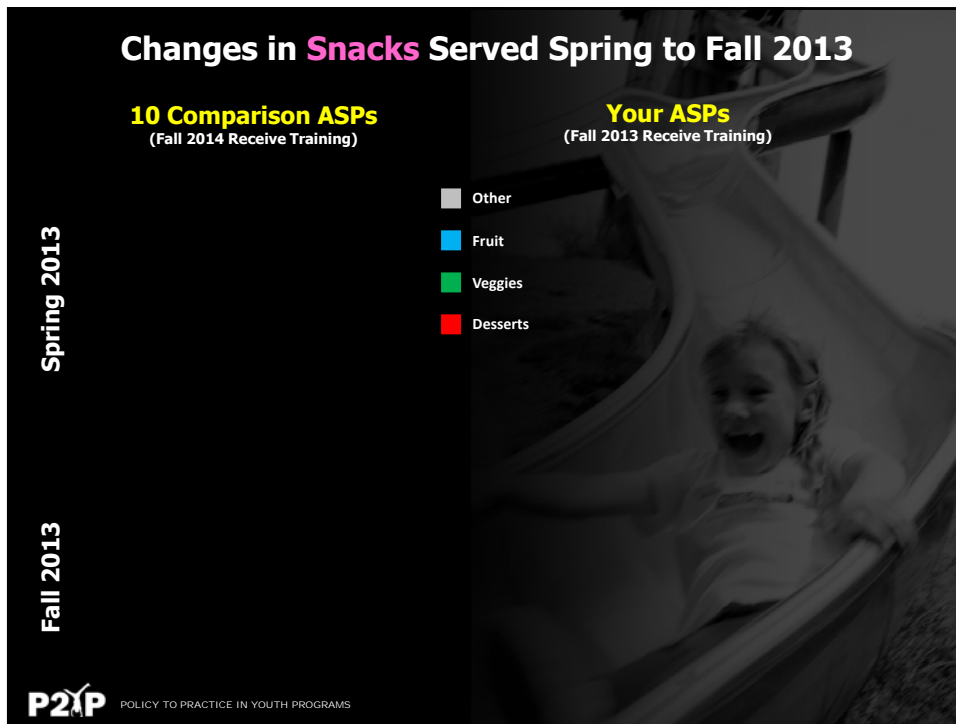 Changes in Snacks Served Spring to Fall 2013
10 Comparison ASPs
(Fall 2014 Receive Training)
Your ASPs
(Fall 2013 Receive Training)
Spring 2013
Other
Fruit
Veggies
Desserts
Fall 2013
P2YP POLICY TO PRACTICE IN YOUTH PROGRAMS